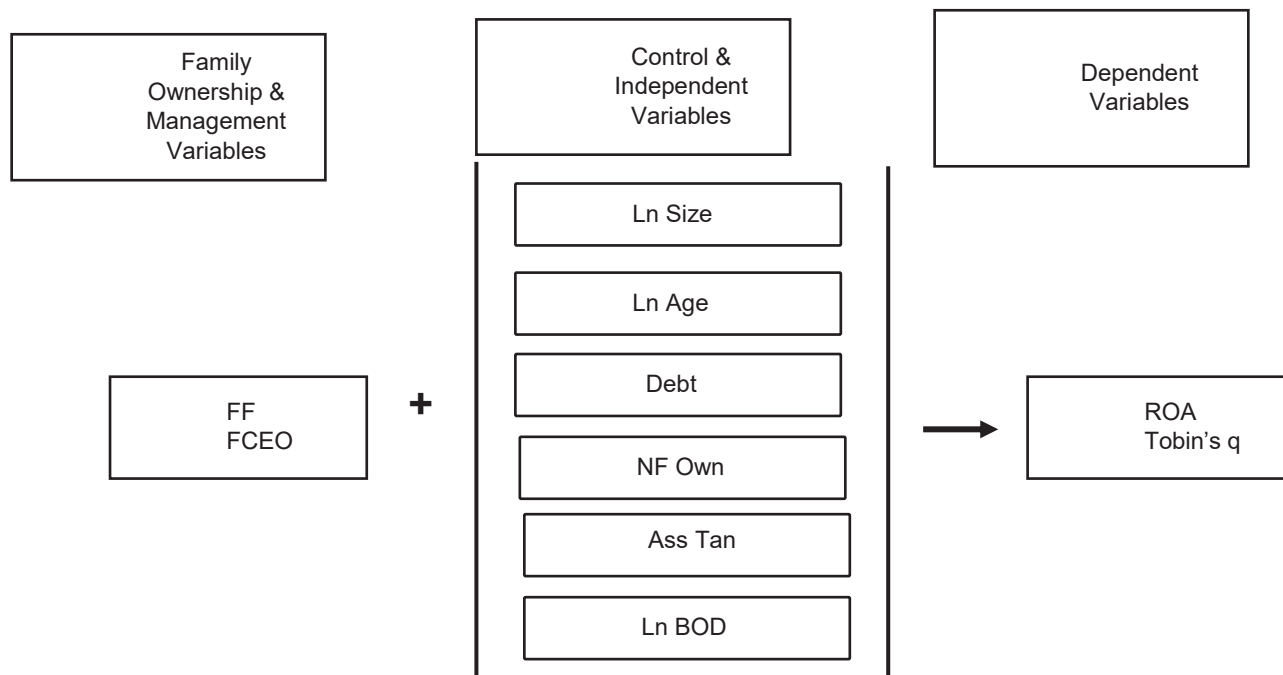 Family
Ownership &
Management
Variables
Control &
Independent
Variables
Dependent
Variables
Ln Size
Ln Age
Debt
NF Own
Ass Tan
Ln BOD
FF
FCEO
+
ROA
Tobin's q